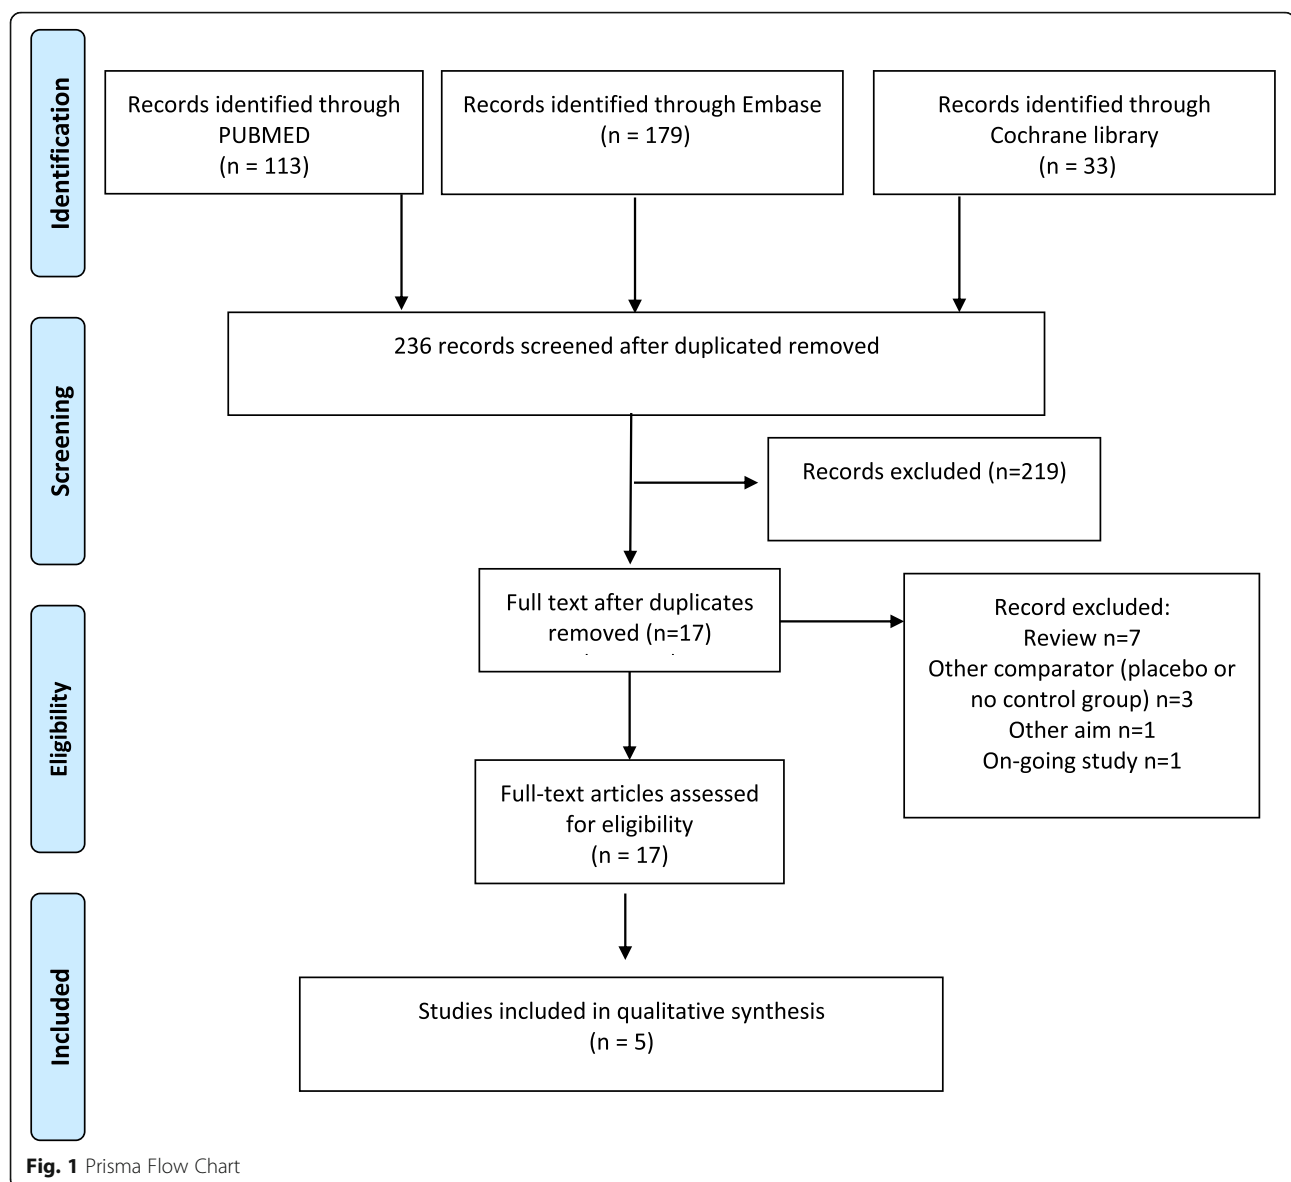 Identification
Records identified through
PUBMED
(n = 113)
Records identified through Embase
(n = 179)
Records identified through
Cochrane library
(n = 33)
Screening
236 records screened after duplicated removed
Records excluded (n=219)
Eligibility
Full text after duplicates
removed (n=17)
Record excluded:
Review n=7
Other comparator (placebo or
no control group) n=3
Other aim n=1
On-going study n=1
Full-text articles assessed
for eligibility
(n = 17)
Included
Studies included in qualitative synthesis
(n = 5)
Fig. 1 Prisma Flow Chart